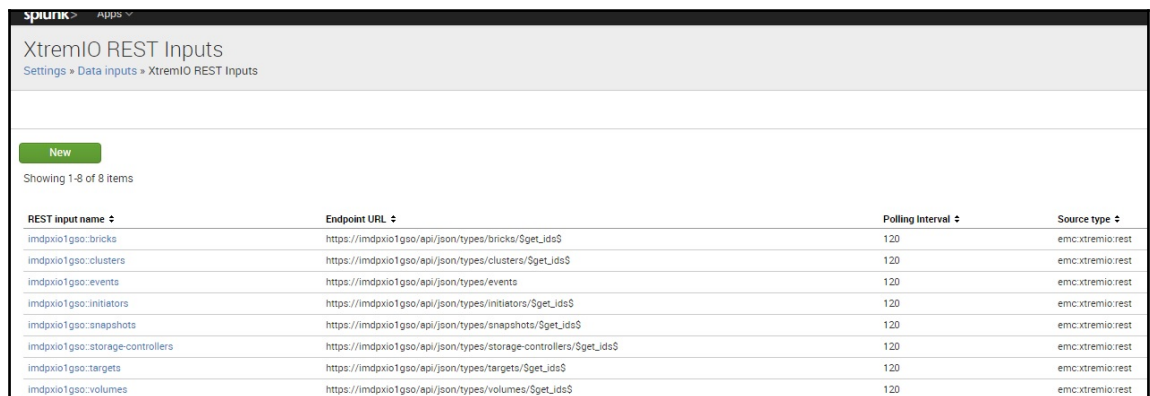 splunk> Apps
XtremIO REST Inputs
Settings » Data inputs » XtremIO REST Inputs
New
Showing 1-8 of 8 items
REST input name Endpoint URL Polling Interval Source type
imdpxio1gso::bricks https://imdpxio1gso/api/json/types/bricks/$get_ids$ 120 emc:xtremio:rest
imdpxio1gso::clusters https://imdpxio1gso/api/json/types/clusters/$get_ids$ 120 emc:xtremio:rest
imdpxio1gso::events https://imdpxio1gso/api/json/types/events 120 emc:xtremio:rest
imdpxio1gso::initiators https://imdpxio1gso/api/json/types/initiators/$get_ids$ 120 emc:xtremio:rest
imdpxio1gso::snapshots https://imdpxio1gso/api/json/types/snapshots/$get_ids$ 120 emc:xtremio:rest
imdpxio1gso::storage-controllers https://imdpxio1gso/api/json/types/storage-controllers/$get_ids$ 120 emc:xtremio:rest
imdpxio1gso::targets https://imdpxio1gso/api/json/types/targets/$get_ids$ 120 emc:xtremio:rest
imdpxio1gso::volumes https://imdpxio1gso/api/json/types/volumes/$get_ids$ 120 emc:xtremio:rest